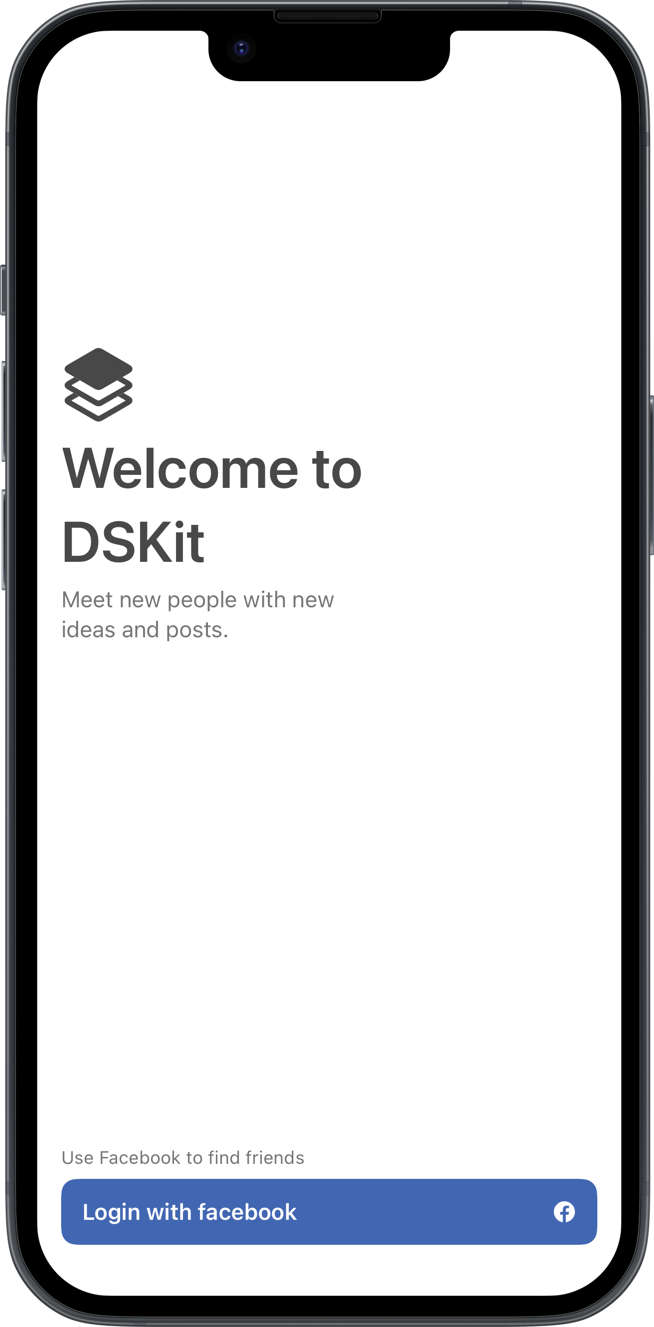 Welcome to
DSKit
Meet new people with new
ideas and posts.
Use Facebook to find friends
Login with facebook